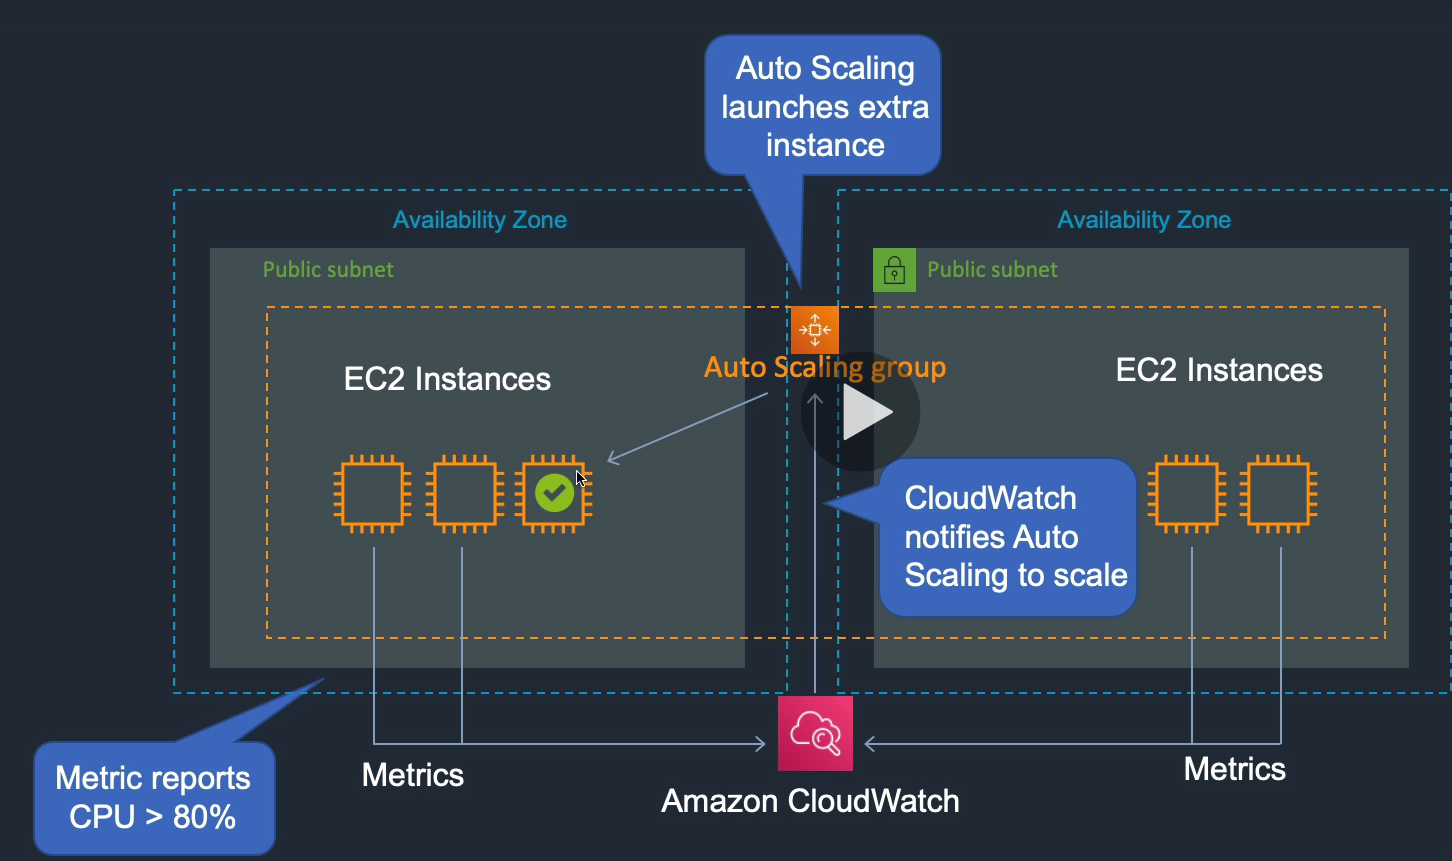 Auto Scaling
launches extra
instance
Availability Zone
Availability Zone
Public subnet
Public subnet
Auto Scaling group
EC2 Instances
EC2 Instances
CloudWatch
notifies Auto
Scaling to scale
Metric reports
CPU > 80%
Metrics
Metrics
Amazon CloudWatch